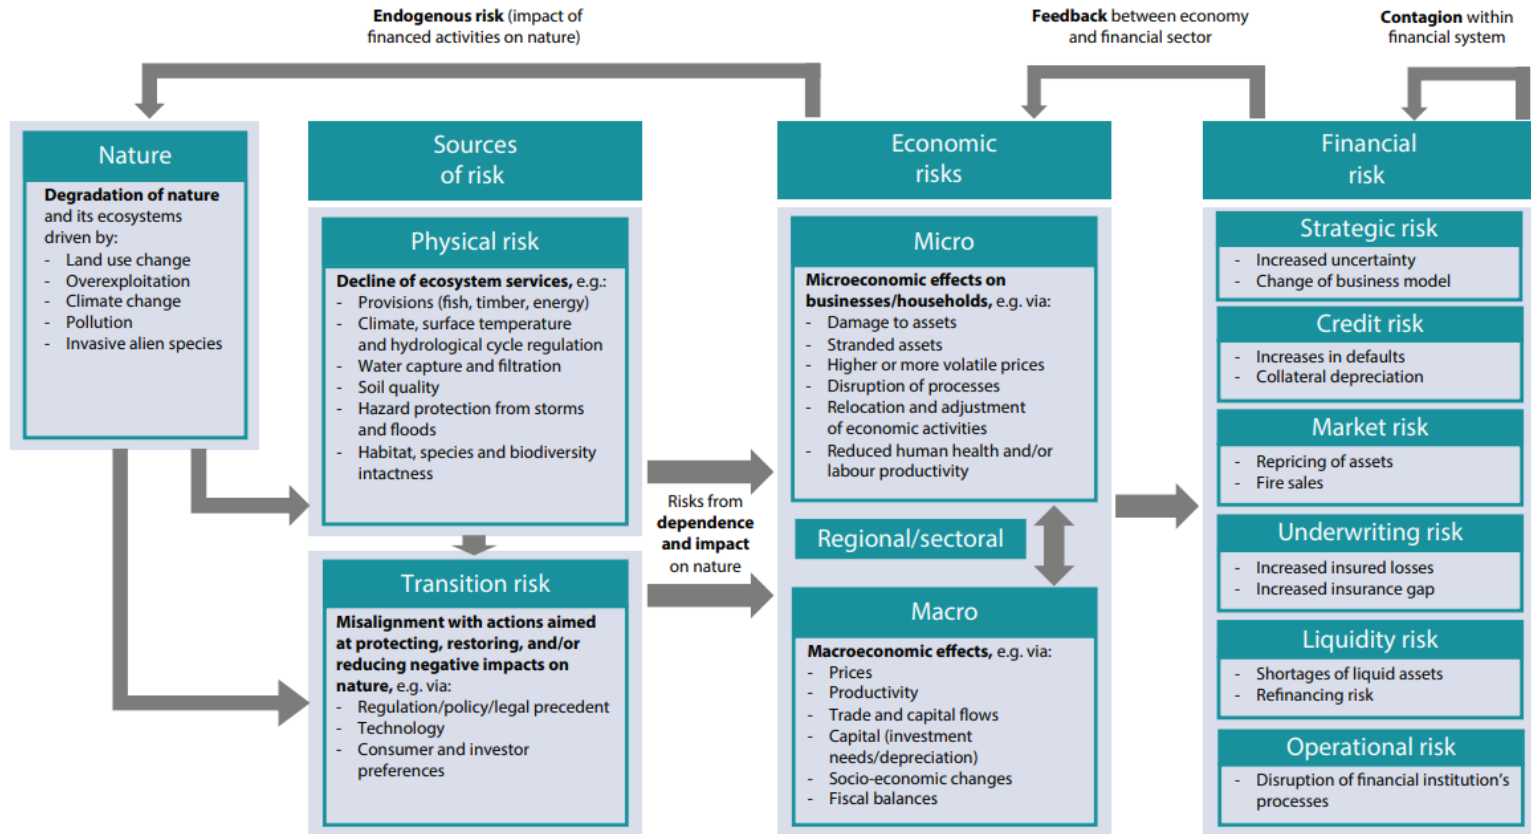 Endogenous risk (impact of
financed activities on nature)
Feedback between economy
and financial sector
Contagion within
financial system
Nature
Degradation of nature
and its ecosystems
driven by:
- Land use change
- Overexploitation
- Climate change
- Pollution
- Invasive alien species
Sources
of risk
Physical risk
Decline of ecosystem services, e.g.:
- Provisions (fish, timber, energy)
- Climate, surface temperature
and hydrological cycle regulation
- Water capture and filtration
- Soil quality
- Hazard protection from storms
and floods
- Habitat, species and biodiversity
intactness
Transition risk
Misalignment with actions aimed
at protecting, restoring, and/or
reducing negative impacts on
nature, e.g. via:
- Regulation/policy/legal precedent
- Technology
- Consumer and investor
preferences
Risks from
dependence
and impact
on nature
Economic
risks
Micro
Microeconomic effects on
businesses/households, e.g. via:
- Damage to assets
- Stranded assets
- Higher or more volatile prices
- Disruption of processes
- Relocation and adjustment
of economic activities
- Reduced human health and/or
labour productivity
Regional/sectoral
Macro
Macroeconomic effects, e.g. via:
- Prices
- Productivity
- Trade and capital flows
- Capital (investment
needs/depreciation)
- Socio-economic changes
- Fiscal balances
Financial
risk
Strategic risk
- Increased uncertainty
- Change of business model
Credit risk
- Increases in defaults
- Collateral depreciation
Market risk
- Repricing of assets
- Fire sales
Underwriting risk
- Increased insured losses
- Increased insurance gap
Liquidity risk
- Shortages of liquid assets
- Refinancing risk
Operational risk
- Disruption of financial institution's
processes